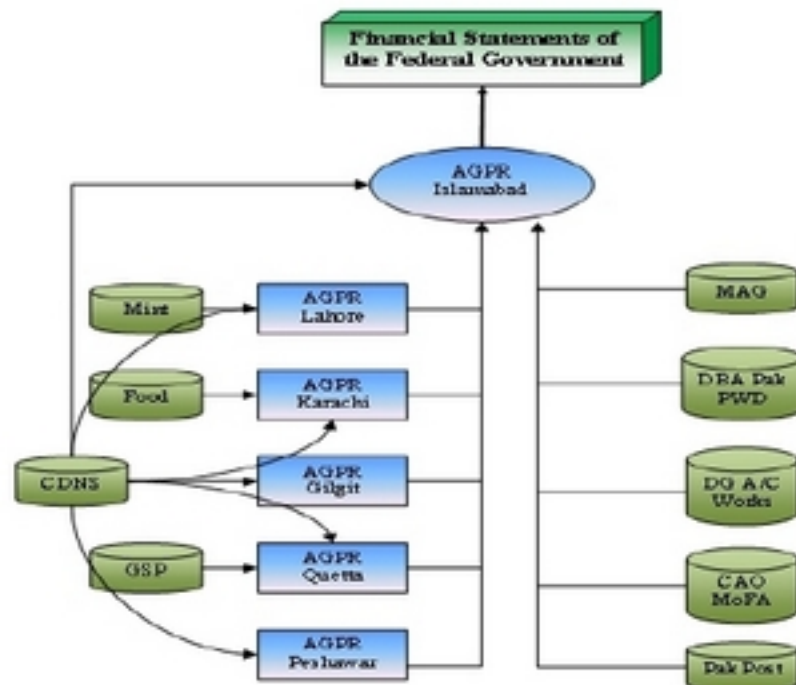 Financial Statements of
the Federal Government
AGPR
Islamabad
Mint
AGPR
Lahore
MAG
Food
AGPR
Karachi
DBA Pak
PWD
CDNS
AGPR
Gilgit
DG A/C
Works
GSP
AGPR
Quetta
CAO
MoFA
AGPR
Peshawar
Pak Post